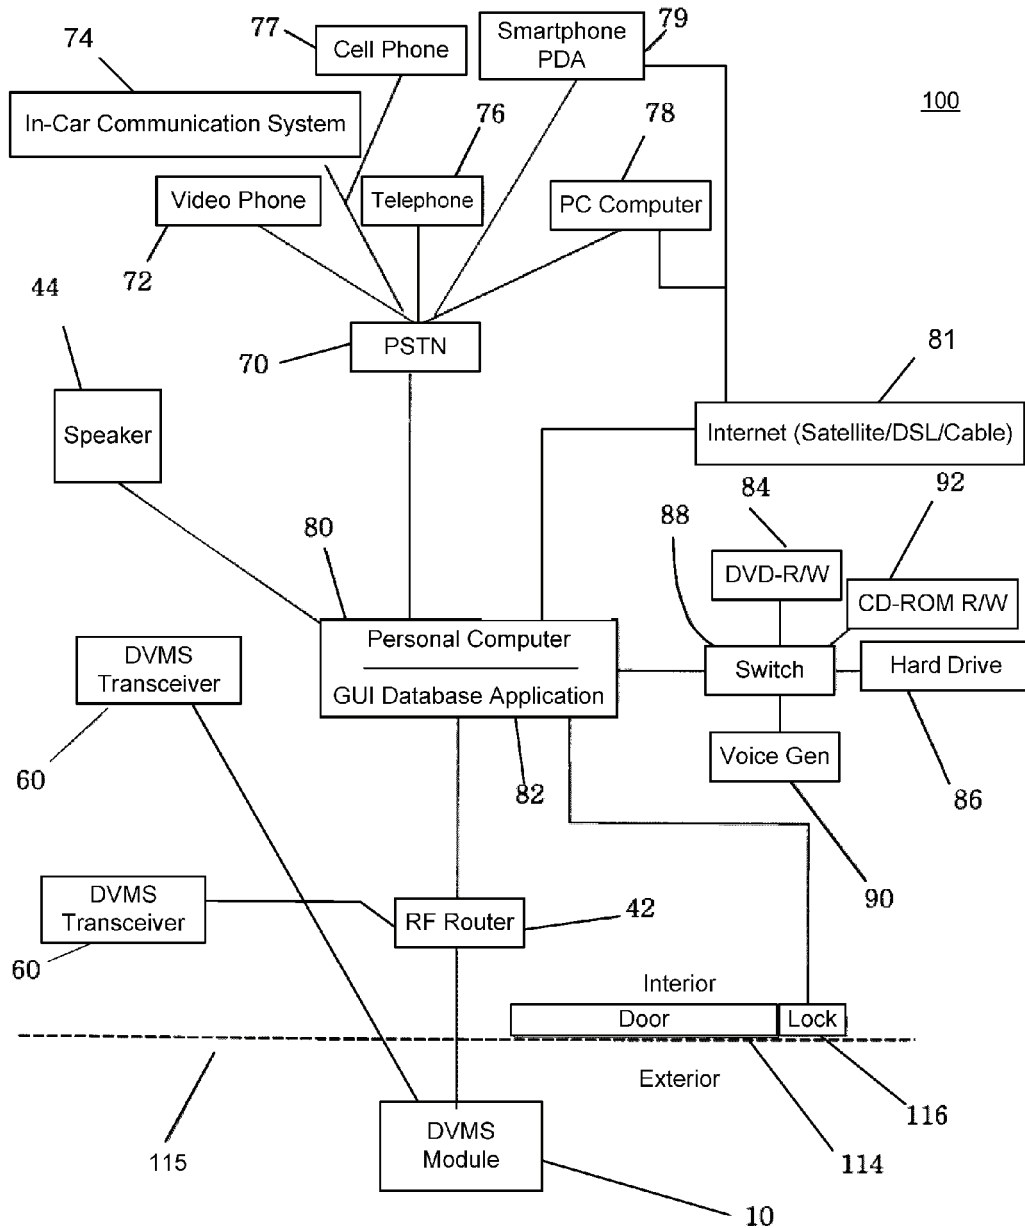 77
Cell Phone
Smartphone
PDA
79
74
100
In-Car Communication System
76
78
Video Phone
Telephone
PC Computer
72
44
PSTN
70
81
Speaker
Internet (Satellite/DSL/Cable)
84
92
88
80
DVD-R/W
CD-ROM R/W
Personal Computer
GUI Database Application
DVMS
Transceiver
Switch
Hard Drive
Voice Gen
60
82
86
DVMS
Transceiver
RF Router
42
90
60
Interior
Door
Lock
Exterior
DVMS
Module
116
115
114
10